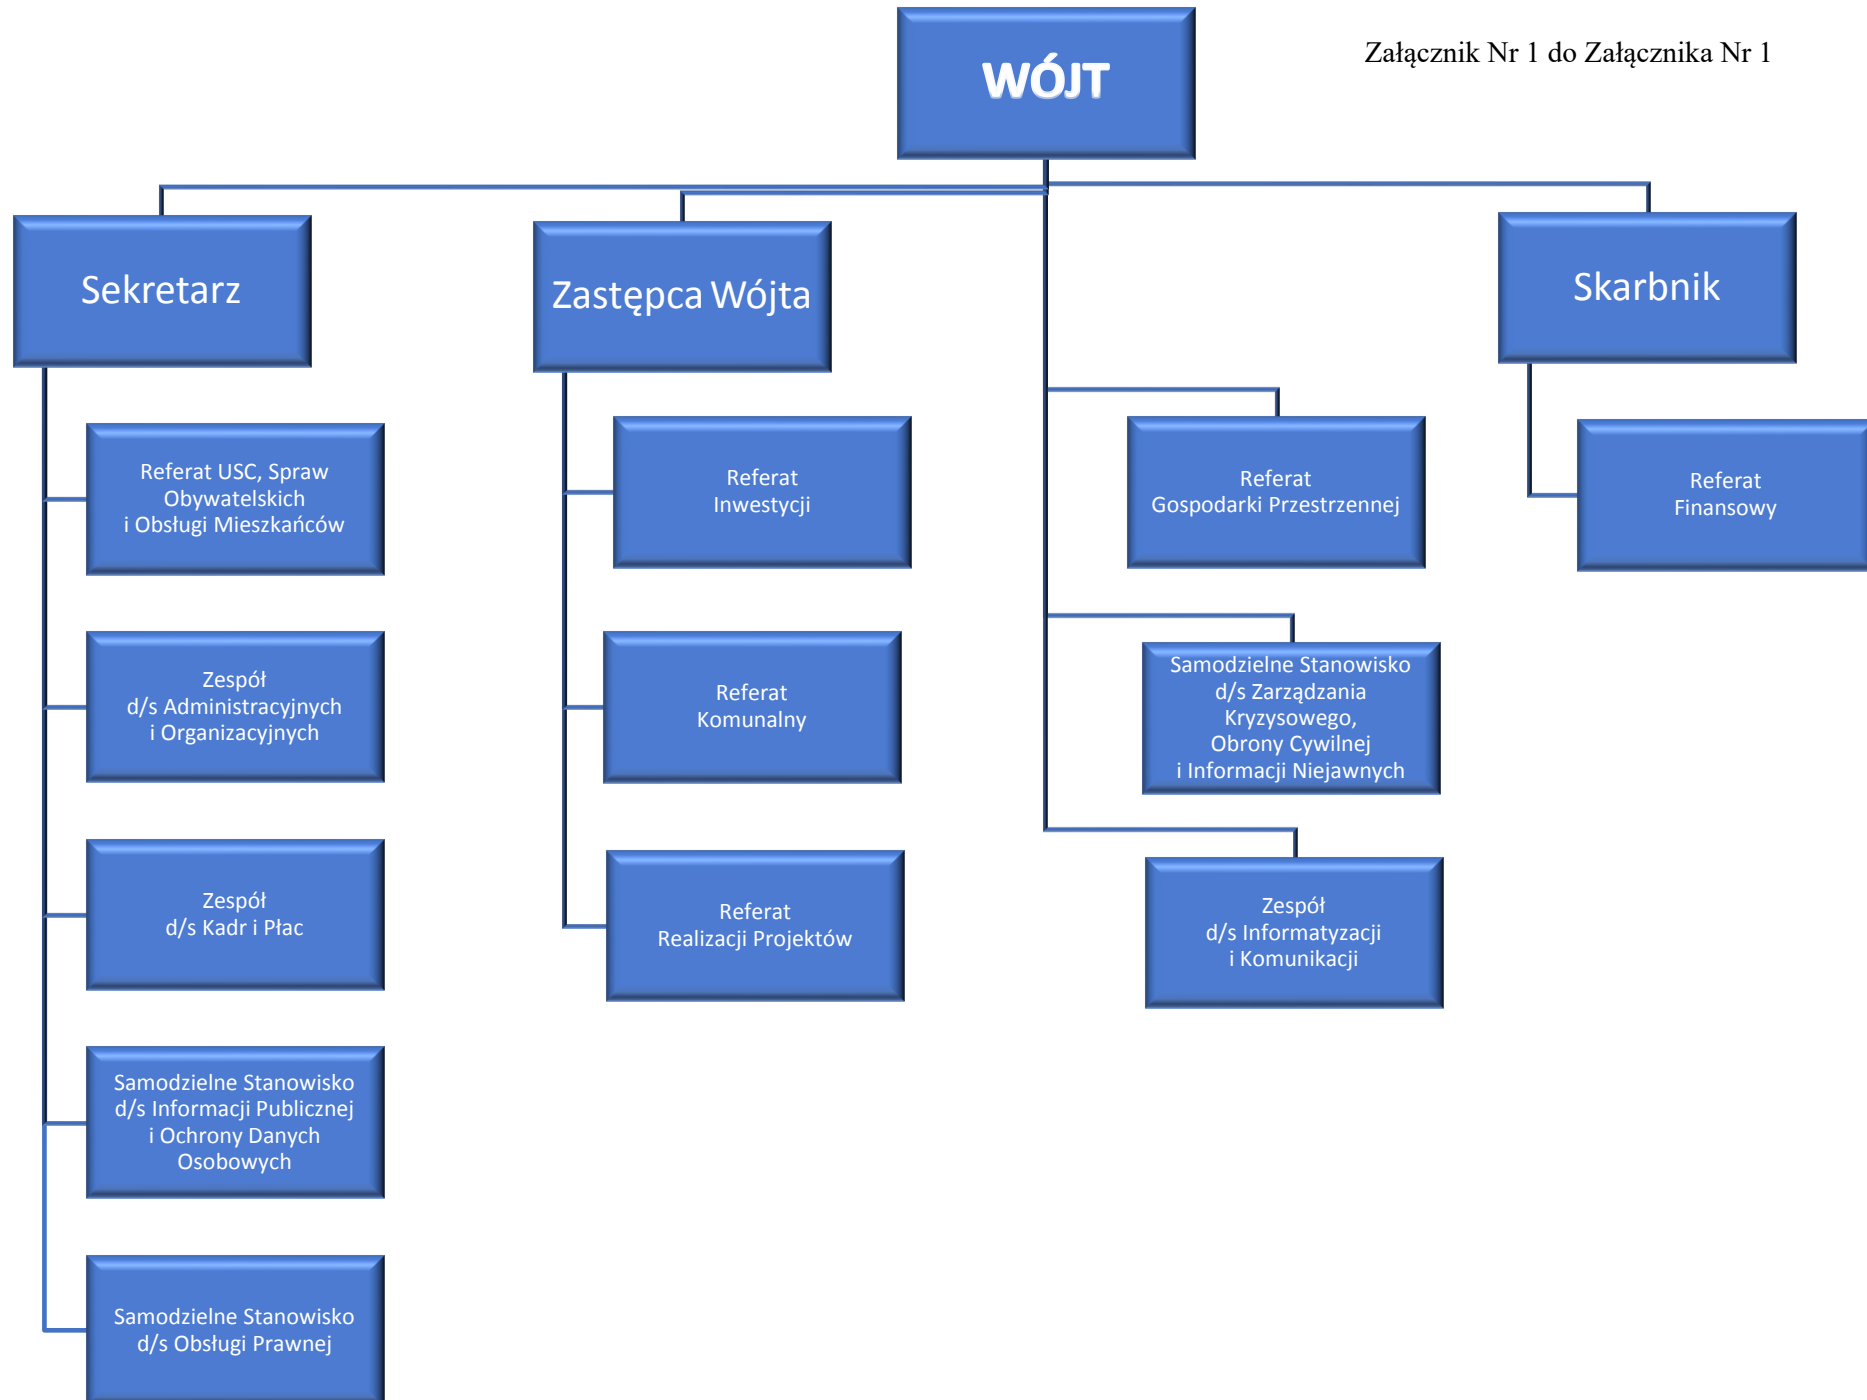 Załącznik Nr 1 do Załącznika Nr 1
WÓJT
Sekretarz
Zastępca Wójta
Skarbnik
Referat USC, Spraw
Obywatelskich
i Obsługi Mieszkańców
Zespół
d/s Administracyjnych
i Organizacyjnych
Zespół
d/s Kadr i Płac
Samodzielne Stanowisko
d/s Informacji Publicznej
i Ochrony Danych
Osobowych
Samodzielne Stanowisko
d/s Obsługi Prawnej
Referat
Inwestycji
Referat
Komunalny
Referat
Realizacji Projektów
Referat
Gospodarki Przestrzennej
Samodzielne Stanowisko
d/s Zarządzania
Kryzysowego,
Obrony Cywilnej
i Informacji Niejawnych
Zespół
d/s Informatyzacji
i Komunikacji
Referat
Finansowy